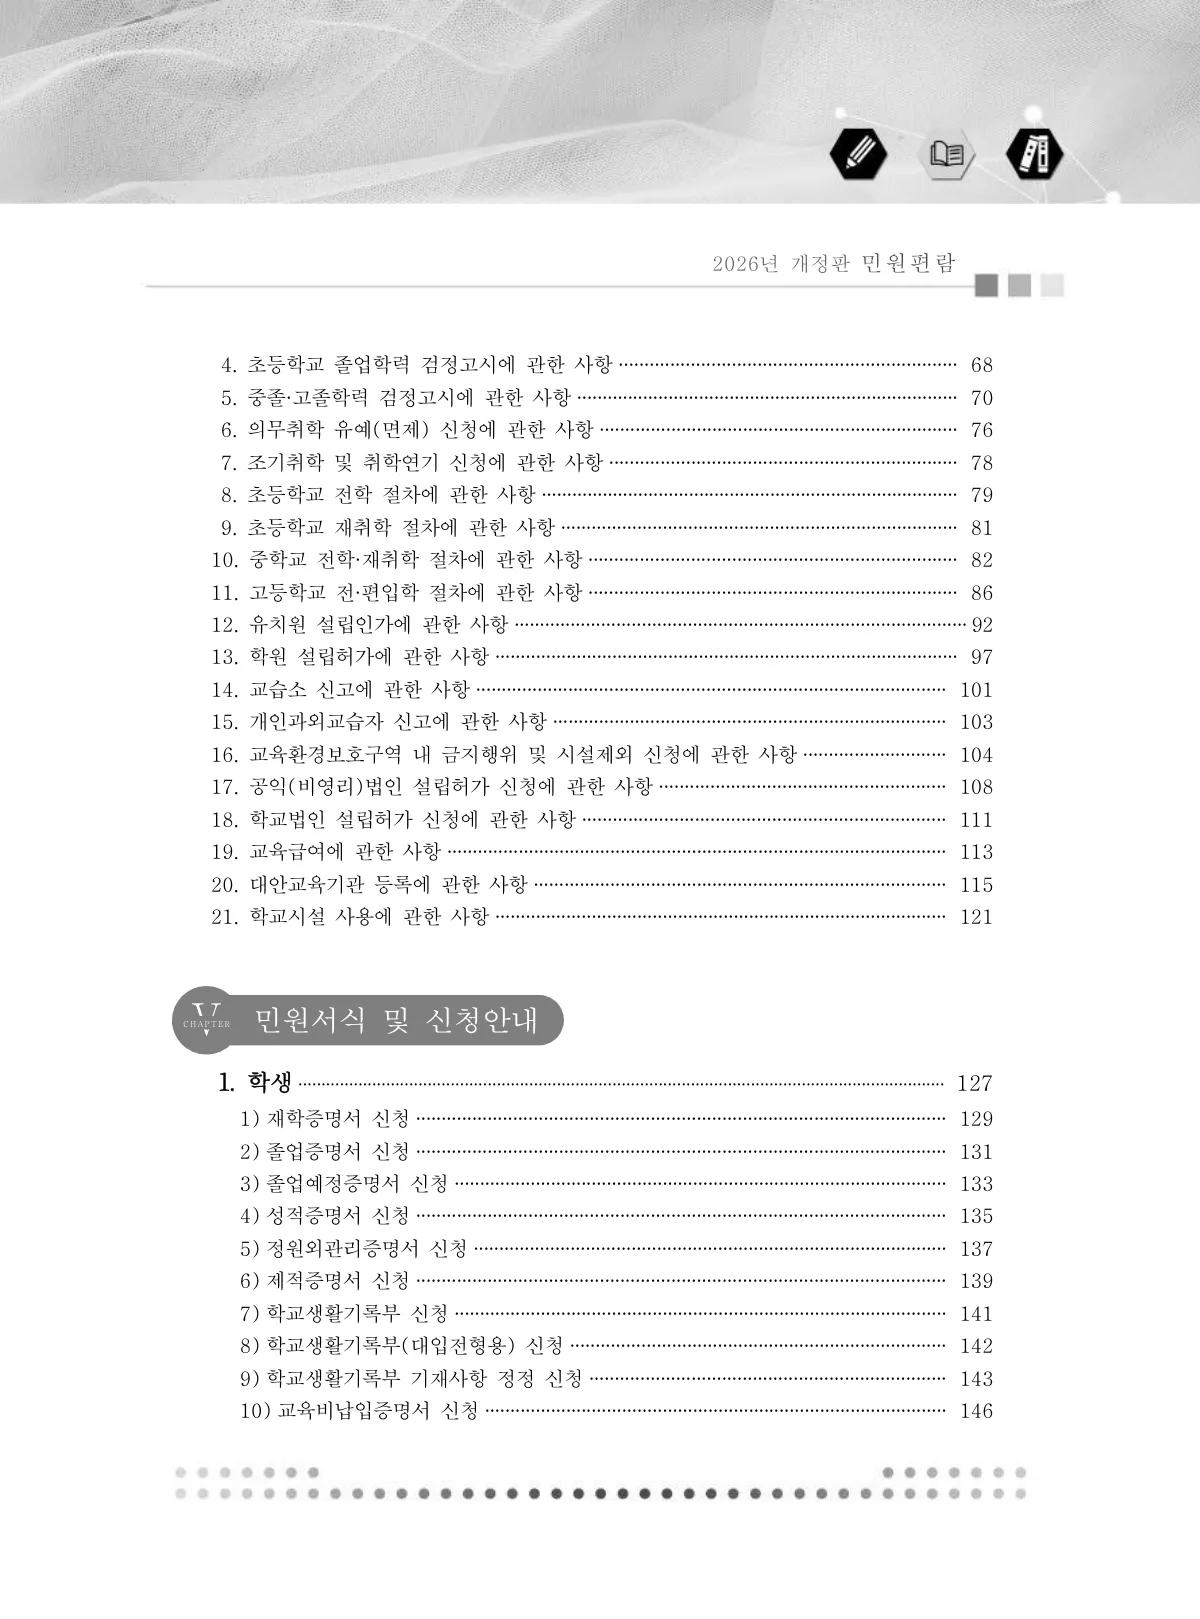 2026년 개정판 민원편람
4. 초등학교 졸업학력 검정고시에 관한 사항 68
5. 중졸·고졸학력 검정고시에 관한 사항 70
6. 의무취학 유예(면제) 신청에 관한 사항 76
7. 조기취학 및 취학연기 신청에 관한 사항 78
8. 초등학교 전학 절차에 관한 사항 79
9. 초등학교 재취학 절차에 관한 사항 81
10. 중학교 전학·재취학 절차에 관한 사항 82
11. 고등학교 전·편입학 절차에 관한 사항 86
12. 유치원 설립인가에 관한 사항 92
13. 학원 설립허가에 관한 사항 97
14. 교습소 신고에 관한 사항 101
15. 개인과외교습자 신고에 관한 사항 103
16. 교육환경보호구역 내 금지행위 및 시설제외 신청에 관한 사항 104
17. 공익(비영리)법인 설립허가 신청에 관한 사항 108
18. 학교법인 설립허가 신청에 관한 사항 111
19. 교육급여에 관한 사항 113
20. 대안교육기관 등록에 관한 사항 115
21. 학교시설 사용에 관한 사항 121
V
CHAPTER
민원서식 및 신청안내
1. 학생 127
1) 재학증명서 신청 129
2) 졸업증명서 신청 131
3) 졸업예정증명서 신청 133
4) 성적증명서 신청 135
5) 정원외관리증명서 신청 137
6) 제적증명서 신청 139
7) 학교생활기록부 신청 141
8) 학교생활기록부(대입전형용) 신청 142
9) 학교생활기록부 기재사항 정정 신청 143
10) 교육비납입증명서 신청 146